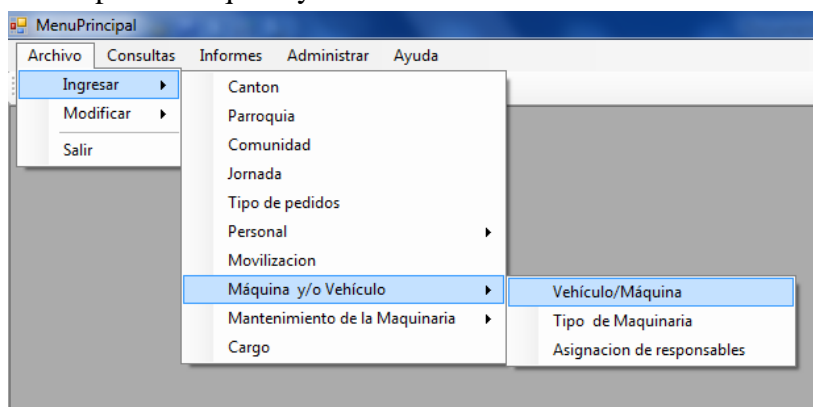 MenuPrincipal
Archivo Consultas Informes Administrar Ayuda
Ingresar
Modificar
Salir
Canton
Parroquia
Comunidad
Jornada
Tipo de pedidos
Personal
Movilizacion
Máquina y/o Vehículo
Mantenimiento de la Maquinaria
Cargo
Vehículo/Máquina
Tipo de Maquinaria
Asignacion de responsables